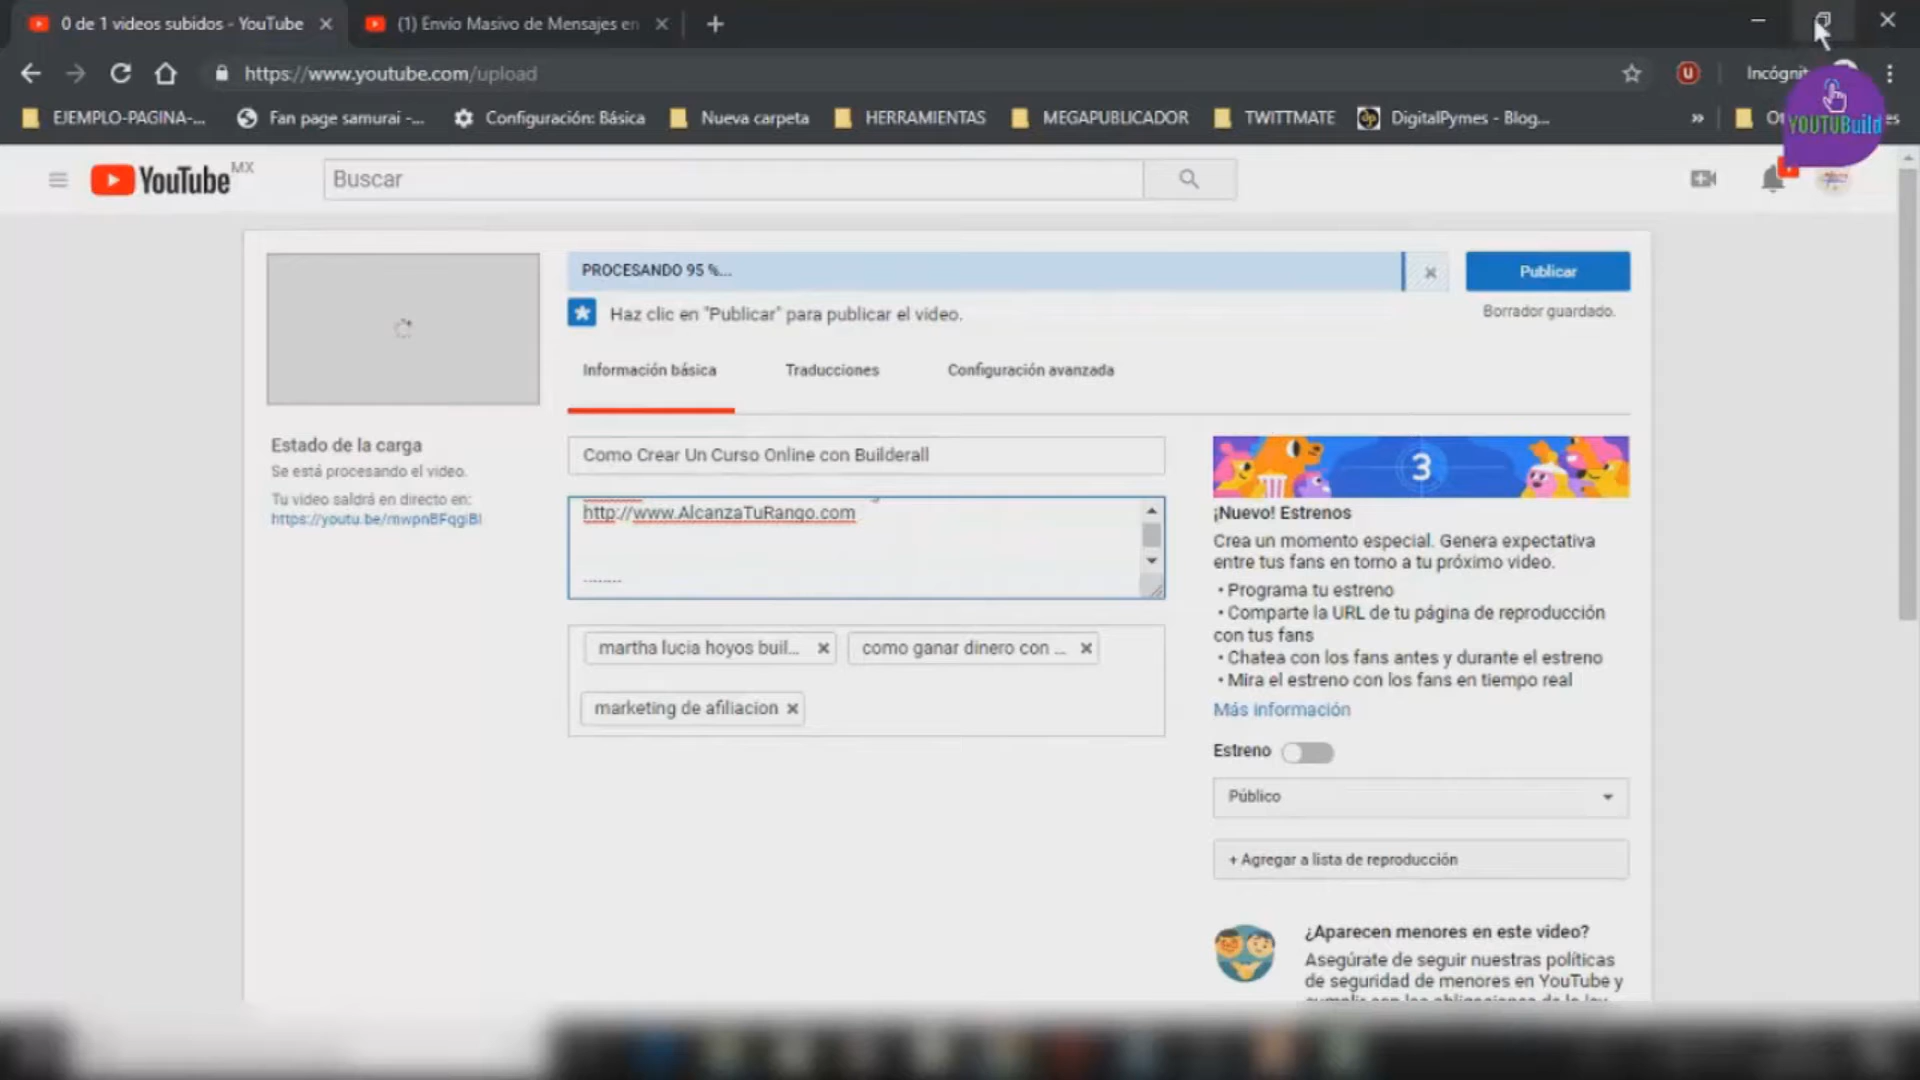 0 de 1 videos subidos - YouTube
(1) Envío Masivo de Mensajes en
https://www.youtube.com/upload
Incógnit
EJEMPLO-PAGINA-...
Fan page samurai -...
Configuración: Básica
Nueva carpeta
HERRAMIENTAS
MEGAPUBLICADOR
TWITTMATE
DigitalPymes - Blog...
»
YOUTUBuild
YouTube MX
Buscar
PROCESANDO 95 %...
Publicar
Haz clic en "Publicar" para publicar el video.
Borrador guardado.
Información básica
Traducciones
Configuración avanzada
Estado de la carga
Se está procesando el video.
Tu video saldrá en directo en:
Como Crear Un Curso Online con Builderall
http://www.AlcanzaTuRango.com
--------
martha lucia hoyos buil...
como ganar dinero con ...
marketing de afiliacion
3
¡Nuevo! Estrenos
Crea un momento especial. Genera expectativa
entre tus fans en torno a tu próximo video.
• Programa tu estreno
• Comparte la URL de tu página de reproducción
con tus fans
• Chatea con los fans antes y durante el estreno
• Mira el estreno con los fans en tiempo real
Más información
Estreno
Público
+ Agregar a lista de reproducción
¿Aparecen menores en este video?
Asegúrate de seguir nuestras políticas
de seguridad de menores en YouTube y